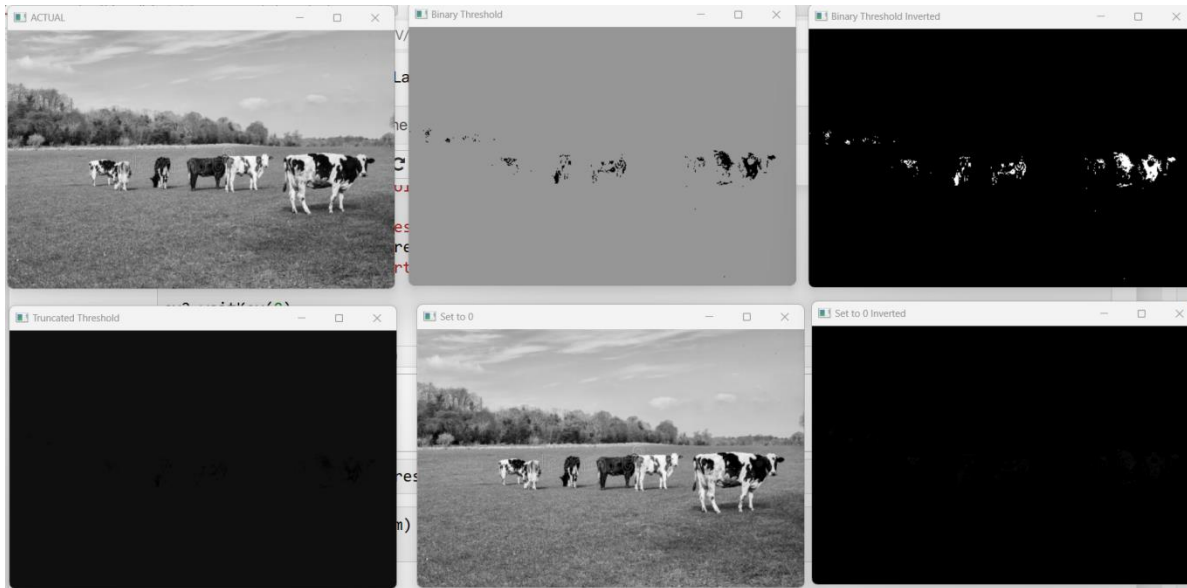 ACTUAL
Binary Threshold
Binary Threshold Inverted
Truncated Threshold
Set to 0
Set to 0 Inverted